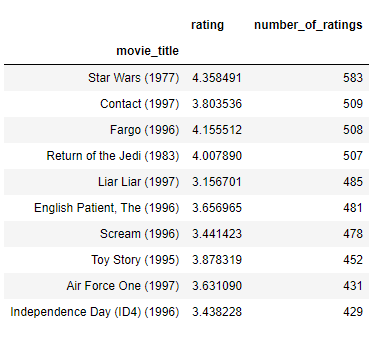 rating number_of_ratings
movie_title
Star Wars (1977) 4.358491 583
Contact (1997) 3.803536 509
Fargo (1996) 4.155512 508
Return of the Jedi (1983) 4.007890 507
Liar Liar (1997) 3.156701 485
English Patient, The (1996) 3.656965 481
Scream (1996) 3.441423 478
Toy Story (1995) 3.878319 452
Air Force One (1997) 3.631090 431
Independence Day (ID4) (1996) 3.438228 429